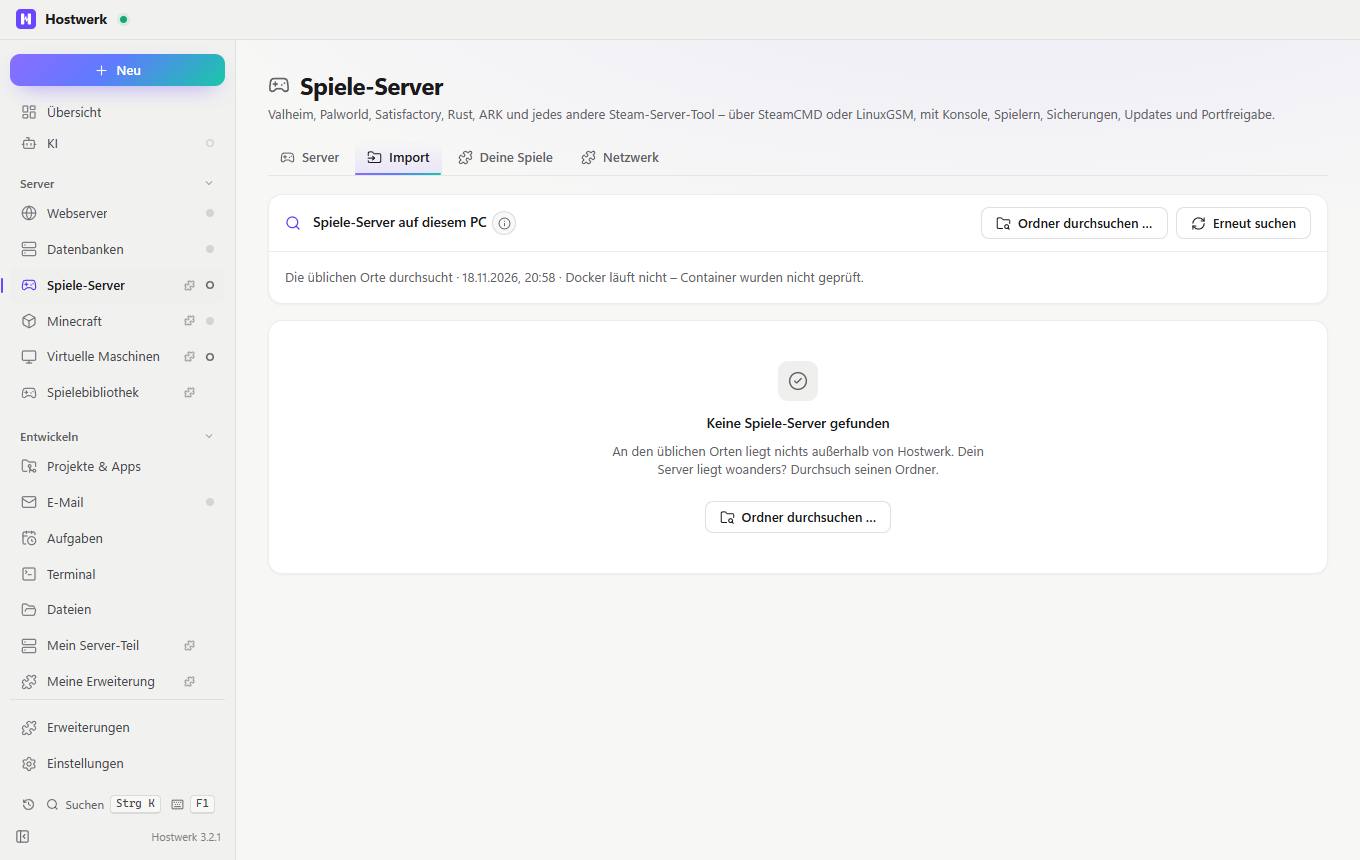 Hostwerk
Neu
Übersicht
KI
Server
Webserver
Datenbanken
Spiele-Server
Minecraft
Virtuelle Maschinen
Spielebibliothek
Entwickeln
Projekte & Apps
E-Mail
Aufgaben
Terminal
Dateien
Mein Server-Teil
Meine Erweiterung
Erweiterungen
Einstellungen
Suchen Strg K F1
Hostwerk 3.2.1
Spiele-Server
Valheim, Palworld, Satisfactory, Rust, ARK und jedes andere Steam-Server-Tool – über SteamCMD oder LinuxGSM, mit Konsole, Spielern, Sicherungen, Updates und Portfreigabe.
Server Import Deine Spiele Netzwerk
Spiele-Server auf diesem PC Ordner durchsuchen ... Erneut suchen
Die üblichen Orte durchsucht · 18.11.2026, 20:58 · Docker läuft nicht – Container wurden nicht geprüft.
Keine Spiele-Server gefunden
An den üblichen Orten liegt nichts außerhalb von Hostwerk. Dein
Server liegt woanders? Durchsuch seinen Ordner.
Ordner durchsuchen ...